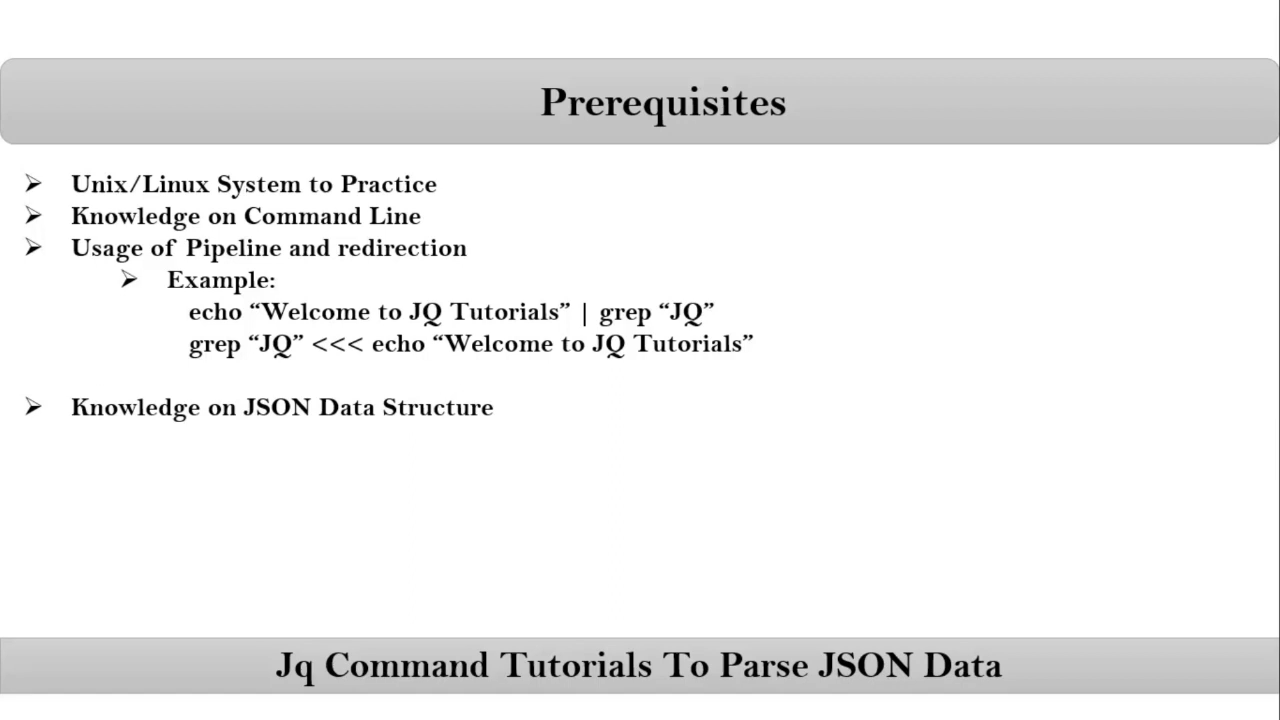 Prerequisites
➢ Unix/Linux System to Practice
➢ Knowledge on Command Line
➢ Usage of Pipeline and redirection
➢ Example:
echo “Welcome to JQ Tutorials” | grep “JQ”
grep “JQ” <<< echo “Welcome to JQ Tutorials”
➢ Knowledge on JSON Data Structure
Jq Command Tutorials To Parse JSON Data